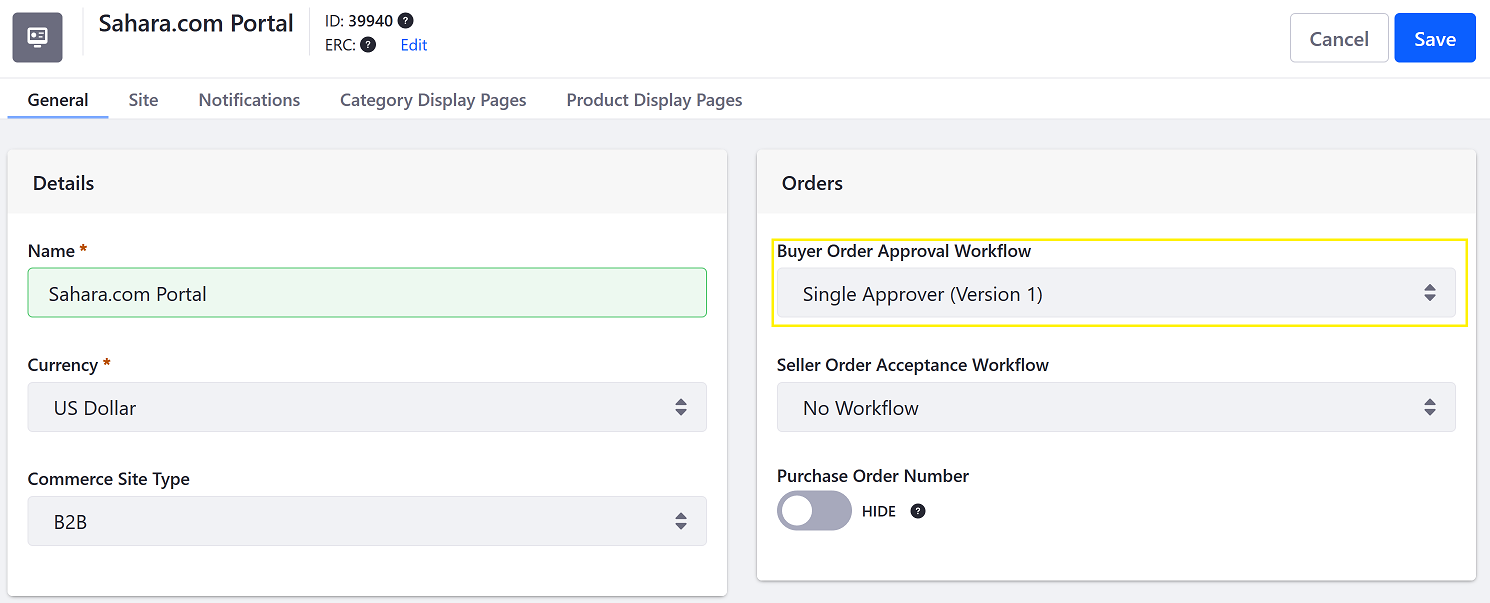 Sahara.com Portal
ID: 39940 ?
ERC: ? Edit
Cancel
Save
General
Site
Notifications
Category Display Pages
Product Display Pages
Details
Name *
Sahara.com Portal
Currency *
US Dollar
Commerce Site Type
B2B
Orders
Buyer Order Approval Workflow
Single Approver (Version 1)
Seller Order Acceptance Workflow
No Workflow
Purchase Order Number
HIDE ?